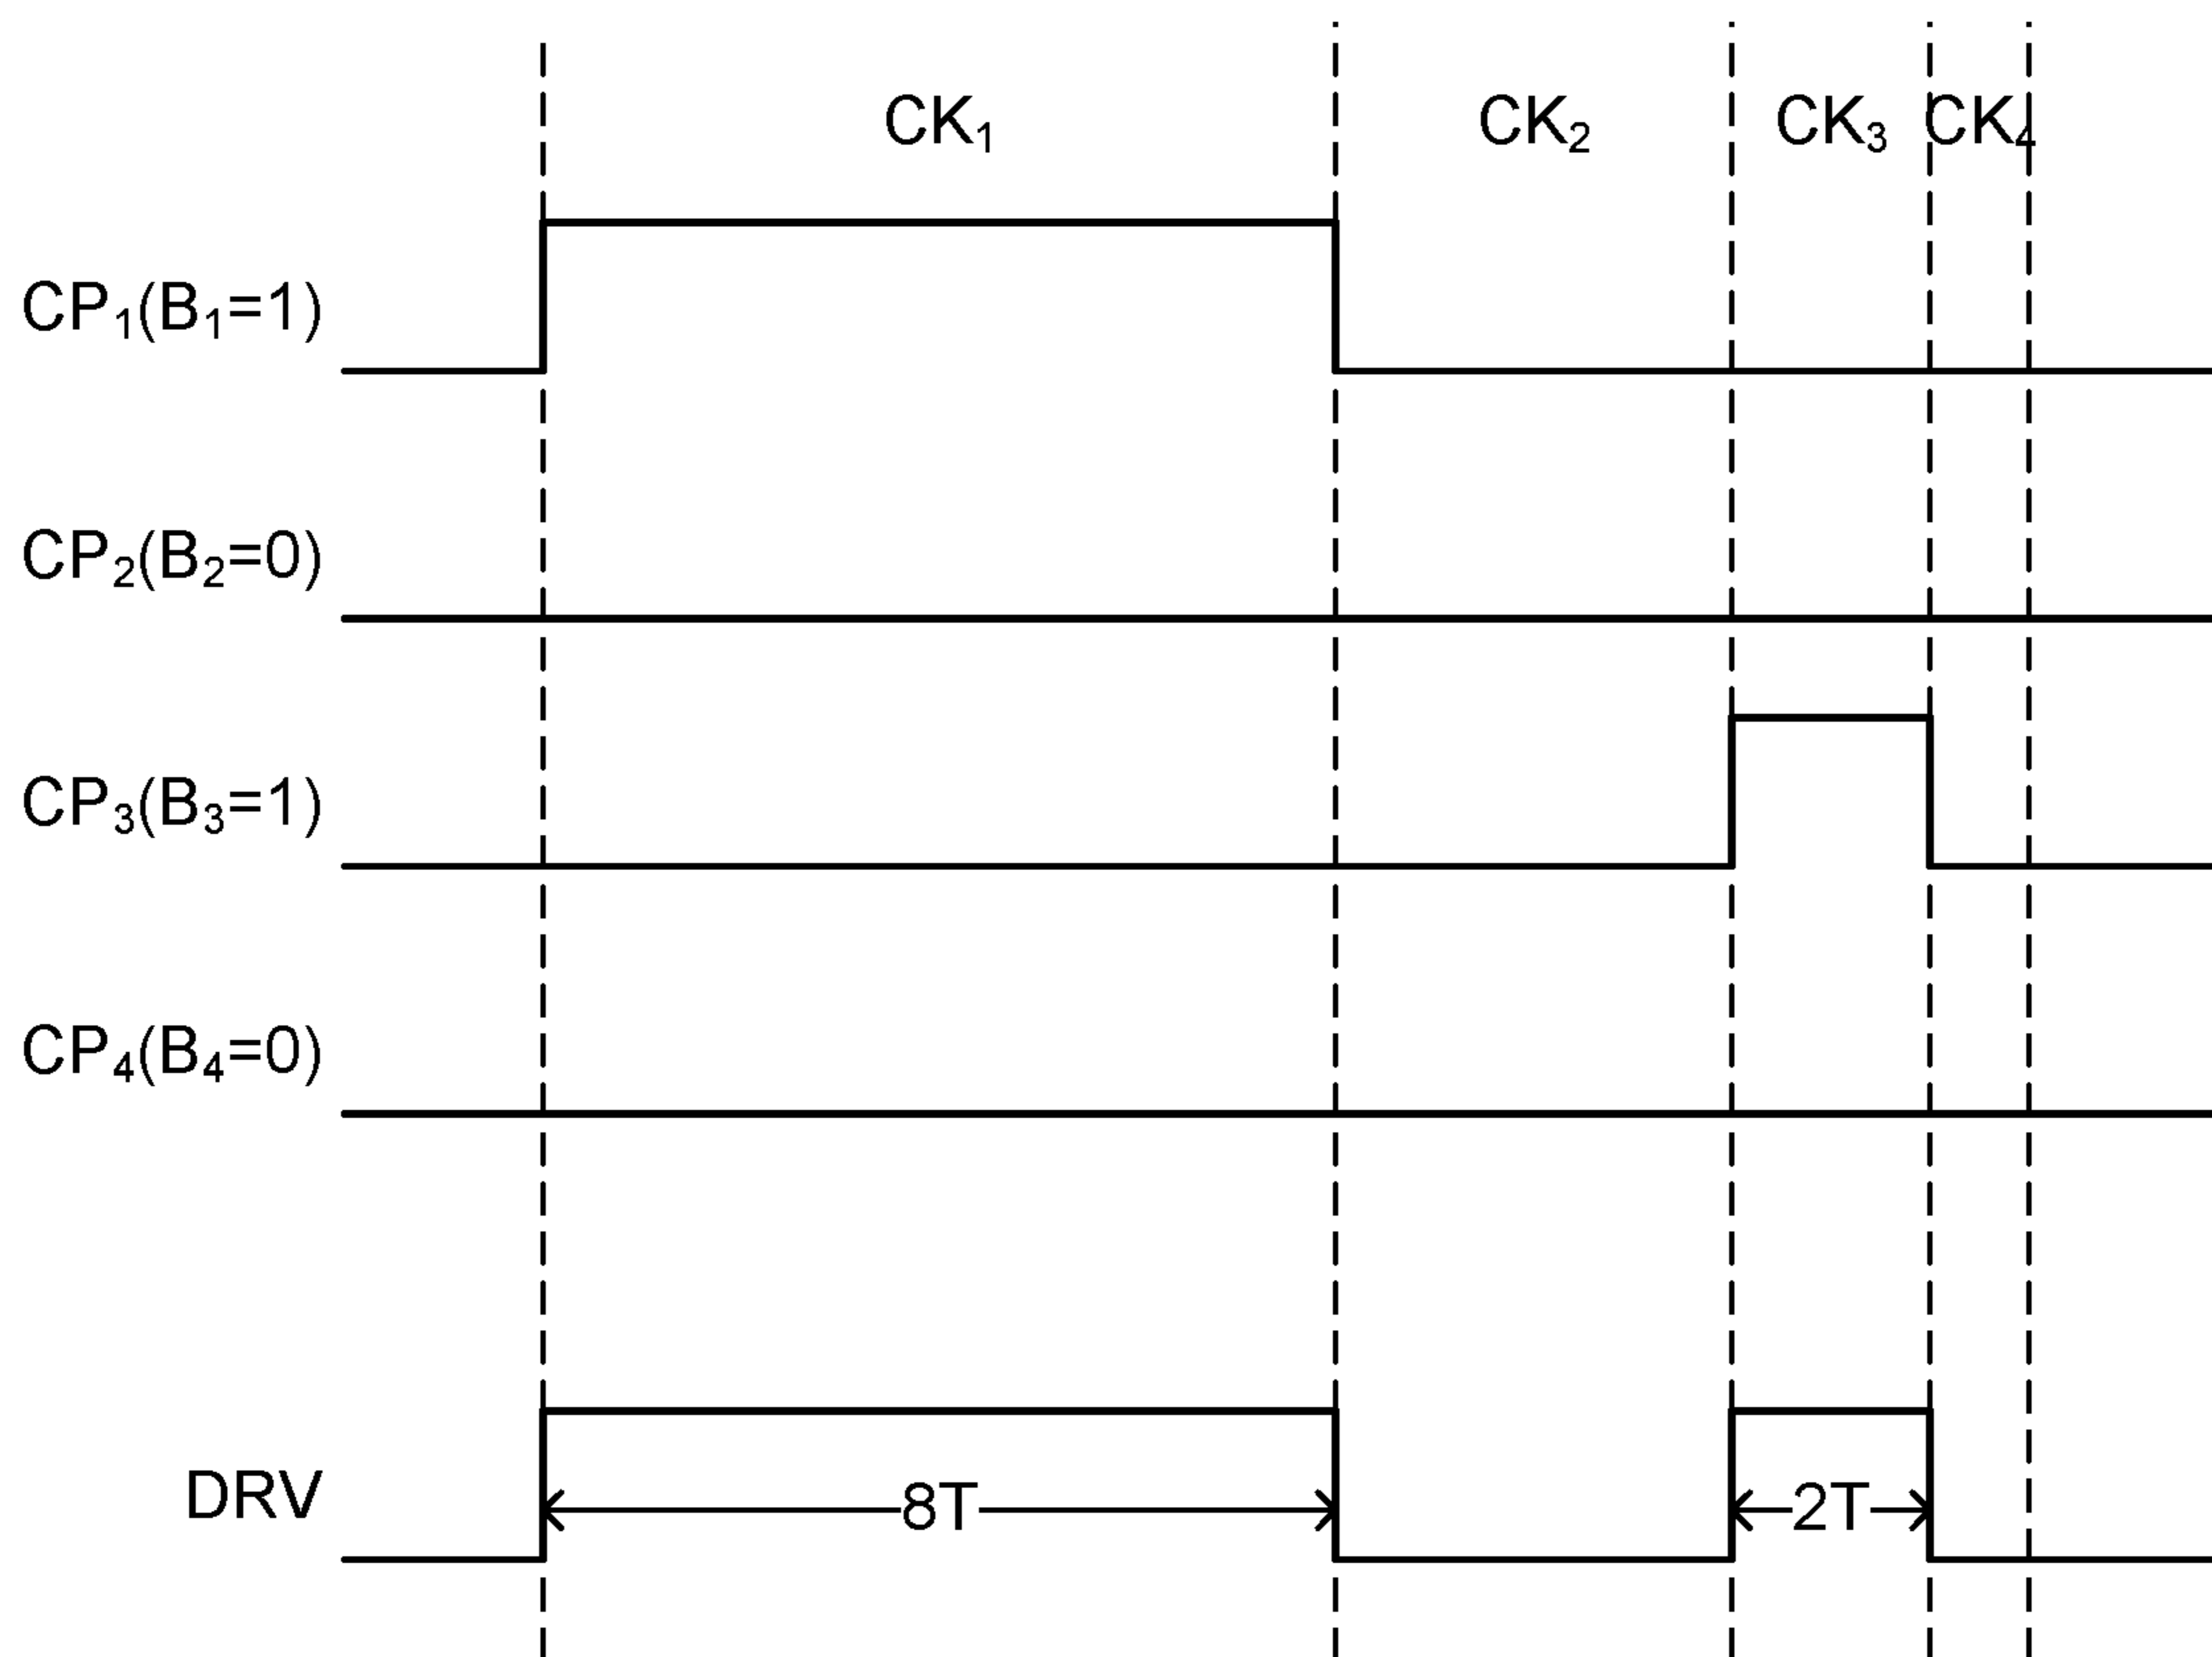 CK₁ CK₂ CK₃ CK₄
CP₁(B₁=1)
CP₂(B₂=0)
CP₃(B₃=1)
CP₄(B₄=0)
DRV 8T 2T